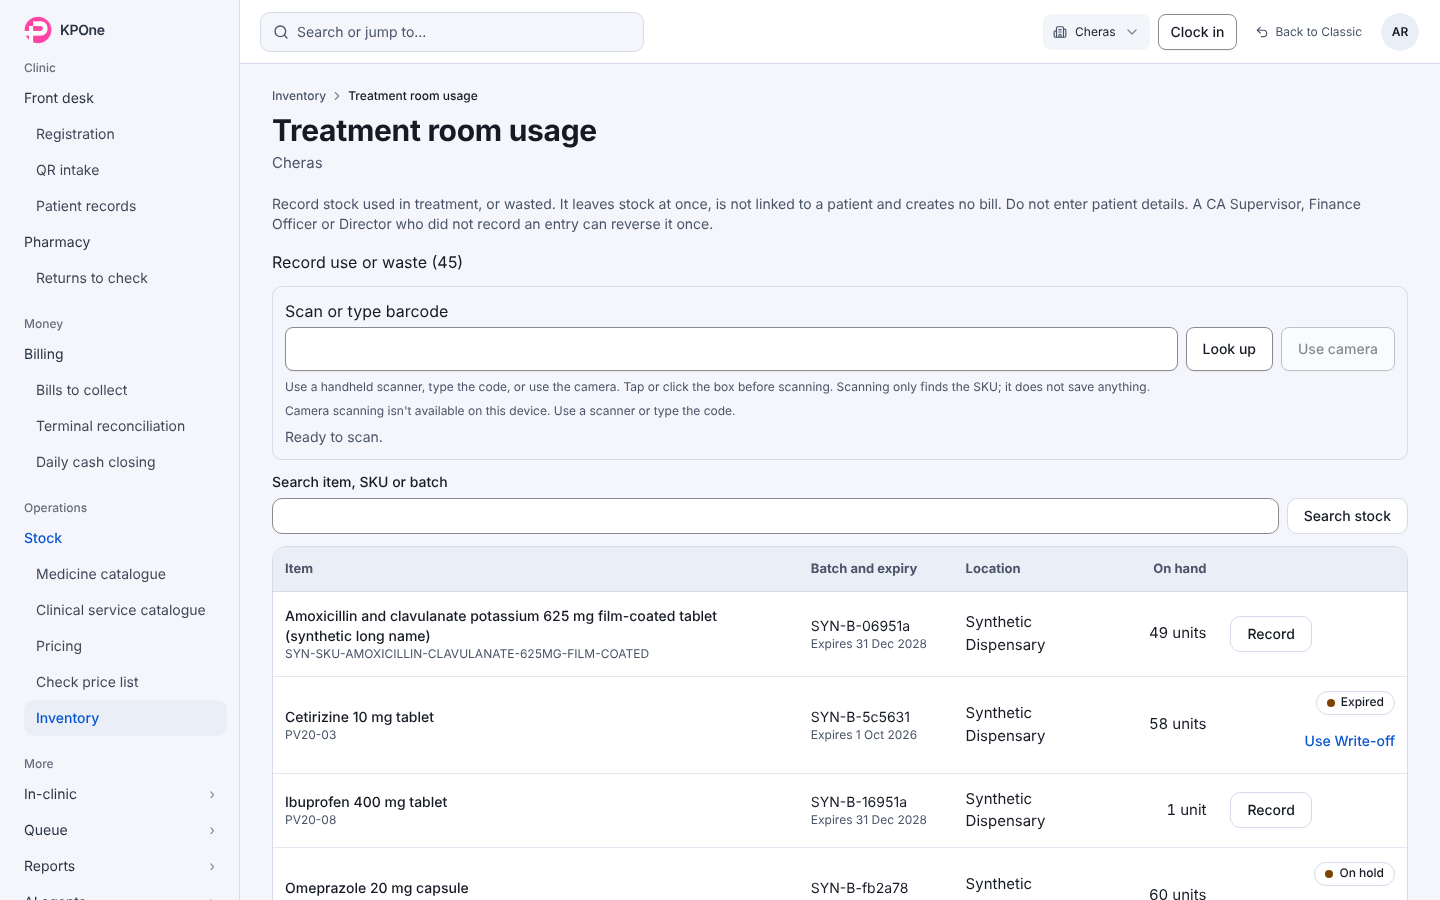 KPOne
Clinic
Front desk
Registration
QR intake
Patient records
Pharmacy
Returns to check
Money
Billing
Bills to collect
Terminal reconciliation
Daily cash closing
Operations
Stock
Medicine catalogue
Clinical service catalogue
Pricing
Check price list
Inventory
More
In-clinic
Queue
Reports
Search or jump to...
Cheras
Clock in
Back to Classic
AR
Inventory > Treatment room usage
Treatment room usage
Cheras
Record stock used in treatment, or wasted. It leaves stock at once, is not linked to a patient and creates no bill. Do not enter patient details. A CA Supervisor, Finance
Officer or Director who did not record an entry can reverse it once.
Record use or waste (45)
Scan or type barcode
Look up
Use camera
Use a handheld scanner, type the code, or use the camera. Tap or click the box before scanning. Scanning only finds the SKU; it does not save anything.
Camera scanning isn't available on this device. Use a scanner or type the code.
Ready to scan.
Search item, SKU or batch
Search stock
Item Batch and expiry Location On hand
Amoxicillin and clavulanate potassium 625 mg film-coated tablet
(synthetic long name)
SYN-SKU-AMOXICILLIN-CLAVULANATE-625MG-FILM-COATED
SYN-B-06951a
Expires 31 Dec 2028
Synthetic
Dispensary
49 units
Record
Cetirizine 10 mg tablet
PV20-03
SYN-B-5c5631
Expires 1 Oct 2026
Synthetic
Dispensary
58 units
Expired
Use Write-off
Ibuprofen 400 mg tablet
PV20-08
SYN-B-16951a
Expires 31 Dec 2028
Synthetic
Dispensary
1 unit
Record
Omeprazole 20 mg capsule
SYN-B-fb2a78
Synthetic
60 units
On hold